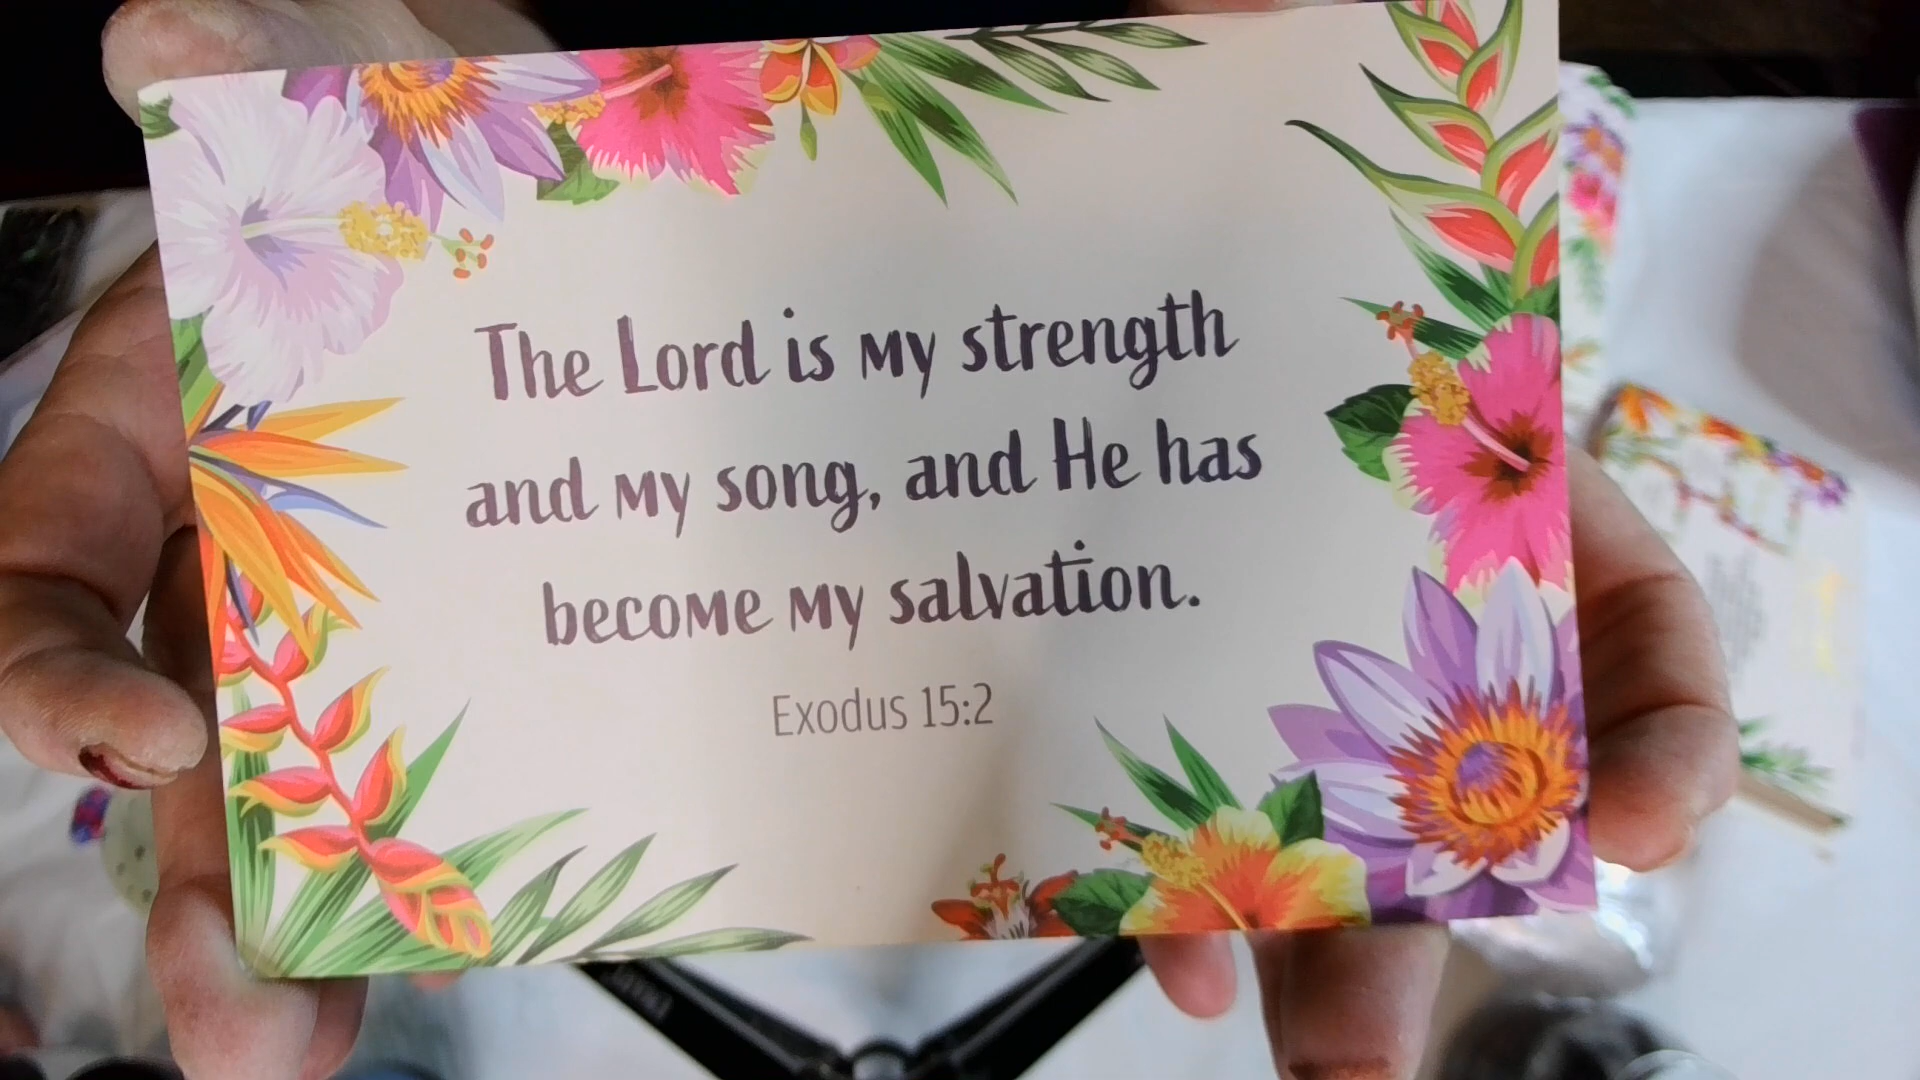 The Lord is my strength
and my song, and He has
become my salvation.
Exodus 15:2